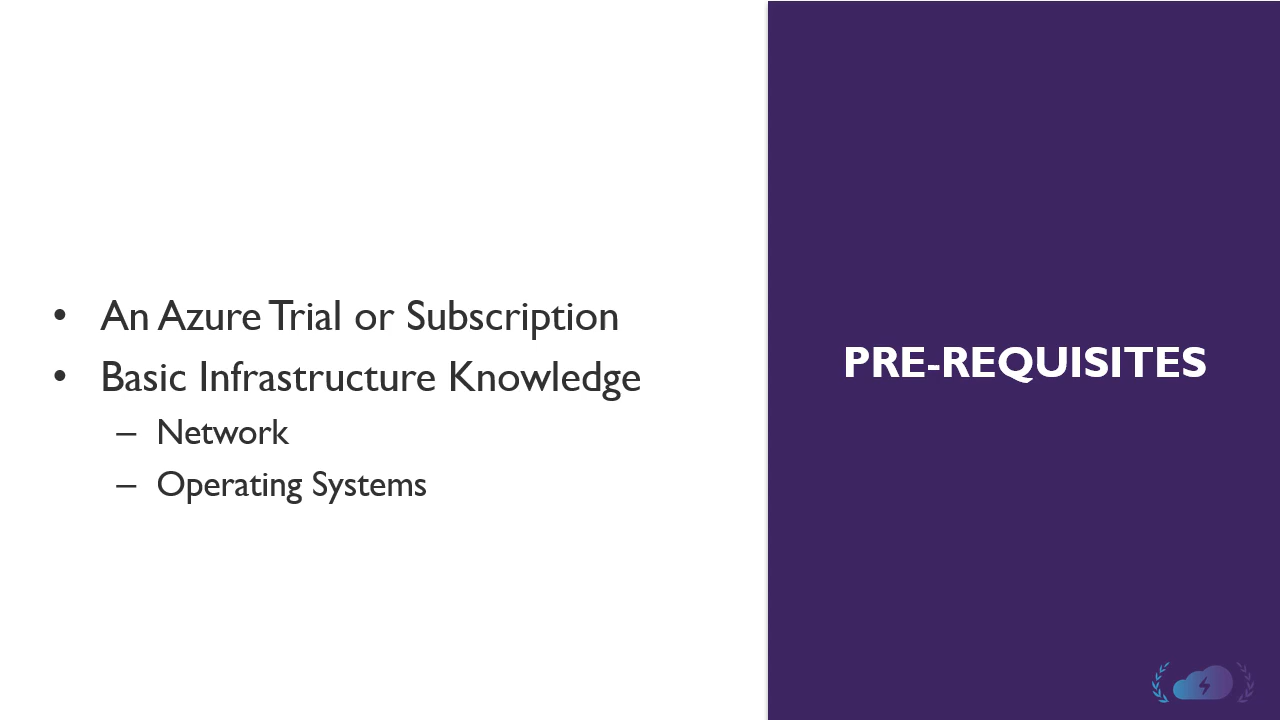 • An Azure Trial or Subscription
• Basic Infrastructure Knowledge
– Network
– Operating Systems
PRE-REQUISITES